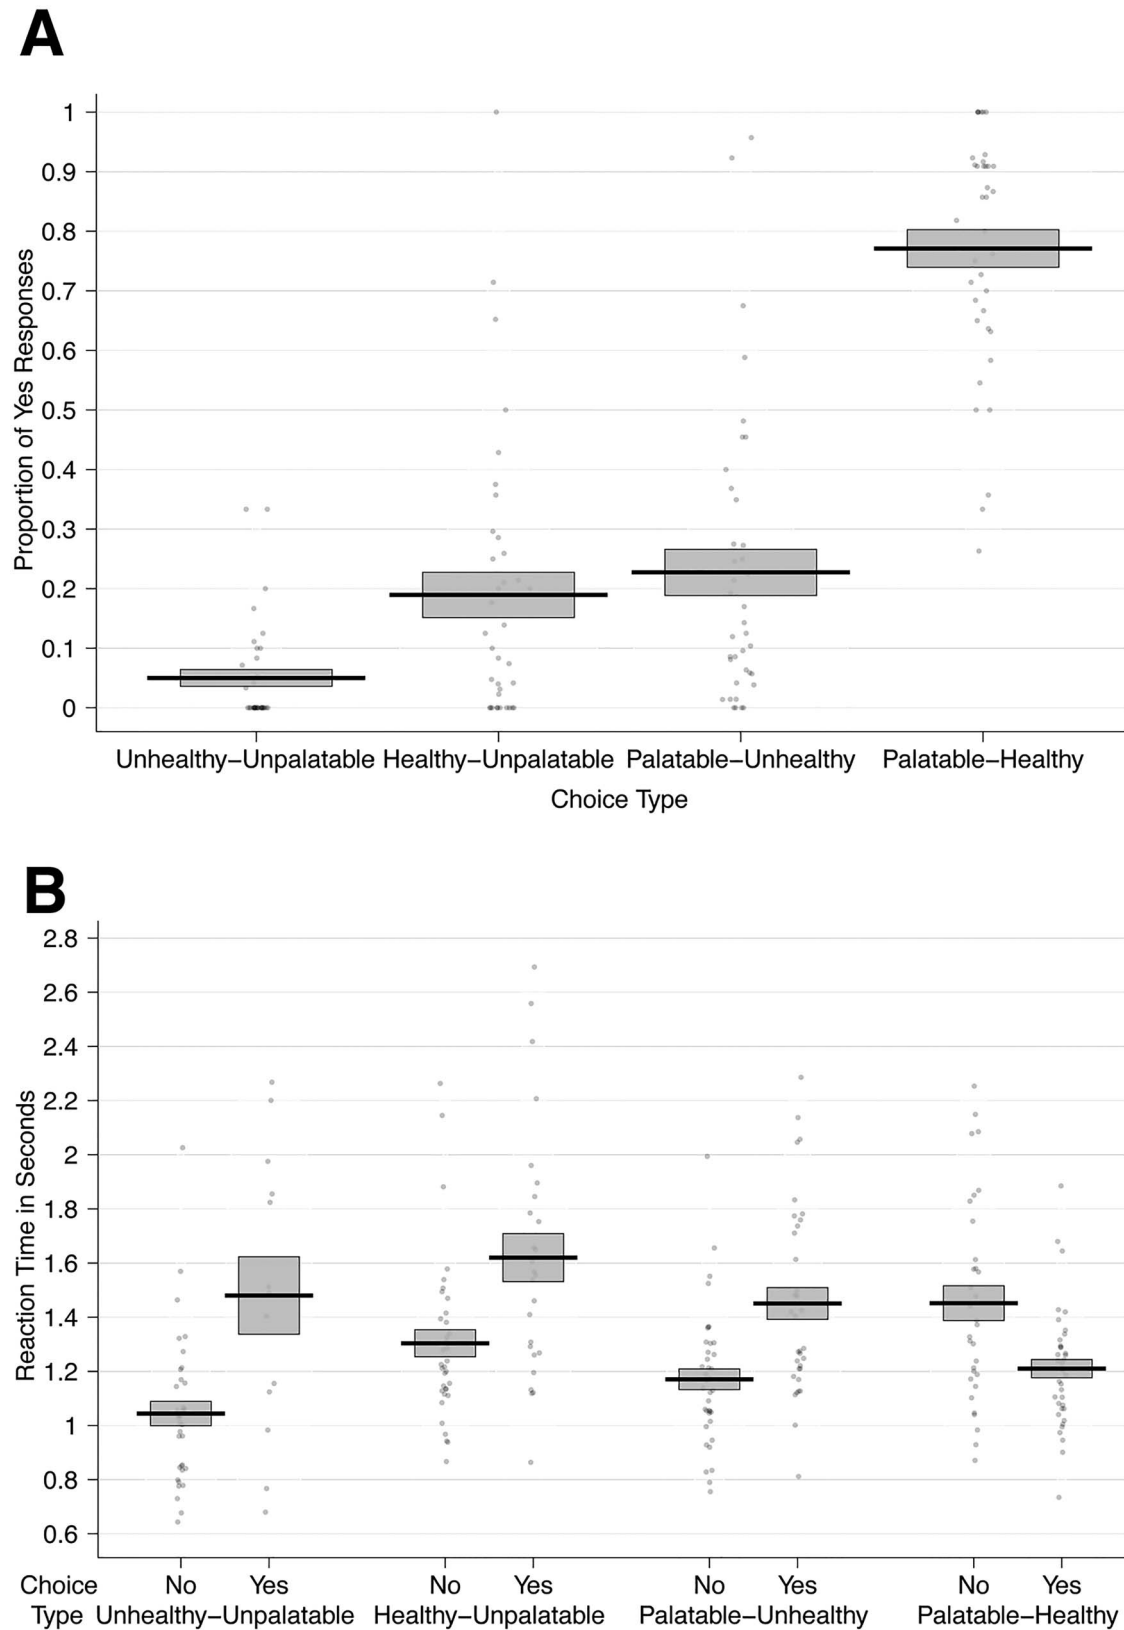 A
Proportion of Yes Responses
1
0.9
0.8
0.7
0.6
0.5
0.4
0.3
0.2
0.1
0
Unhealthy–Unpalatable Healthy–Unpalatable Palatable–Unhealthy Palatable–Healthy
Choice Type
B
Reaction Time in Seconds
2.8
2.6
2.4
2.2
2
1.8
1.6
1.4
1.2
1
0.8
0.6
Choice No Yes No Yes No Yes No Yes
Type Unhealthy–Unpalatable Healthy–Unpalatable Palatable–Unhealthy Palatable–Healthy